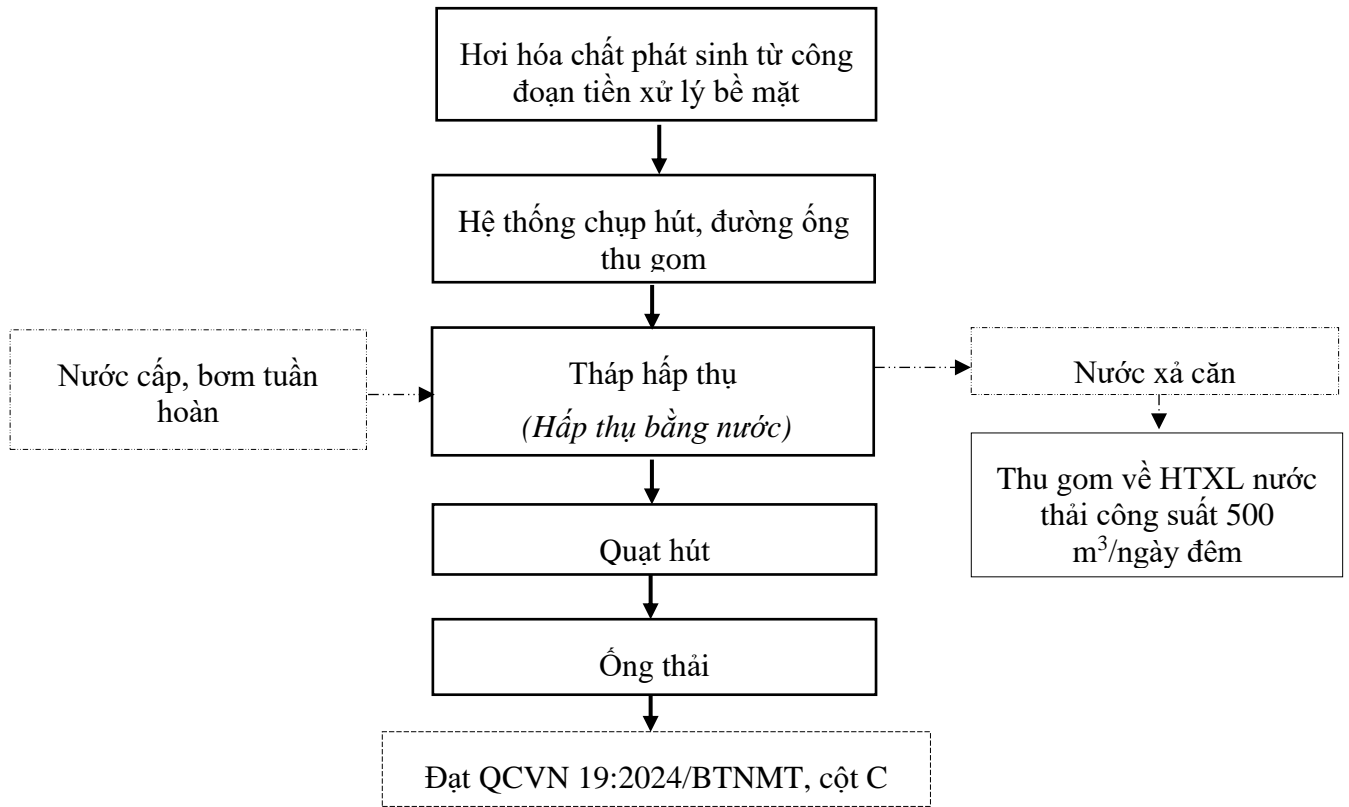 Hơi hóa chất phát sinh từ công
đoạn tiền xử lý bề mặt
Hệ thống chụp hút, đường ống
thu gom
Nước cấp, bơm tuần
hoàn
Tháp hấp thụ
(Hấp thụ bằng nước)
Nước xả căn
Thu gom về HTXL nước
thải công suất 500
m³/ngày đêm
Quạt hút
Ống thải
Đạt QCVN 19:2024/BTNMT, cột C